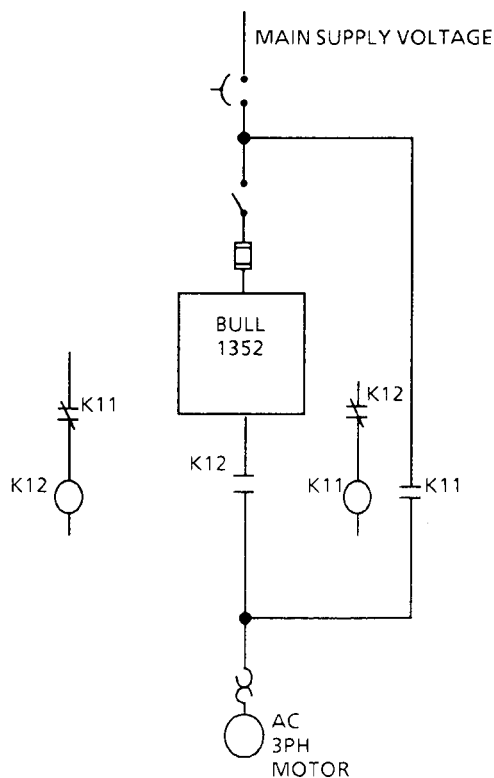 MAIN SUPPLY VOLTAGE
BULL
1352
K11
K12
K12
K12
K11
K11
AC
3PH
MOTOR